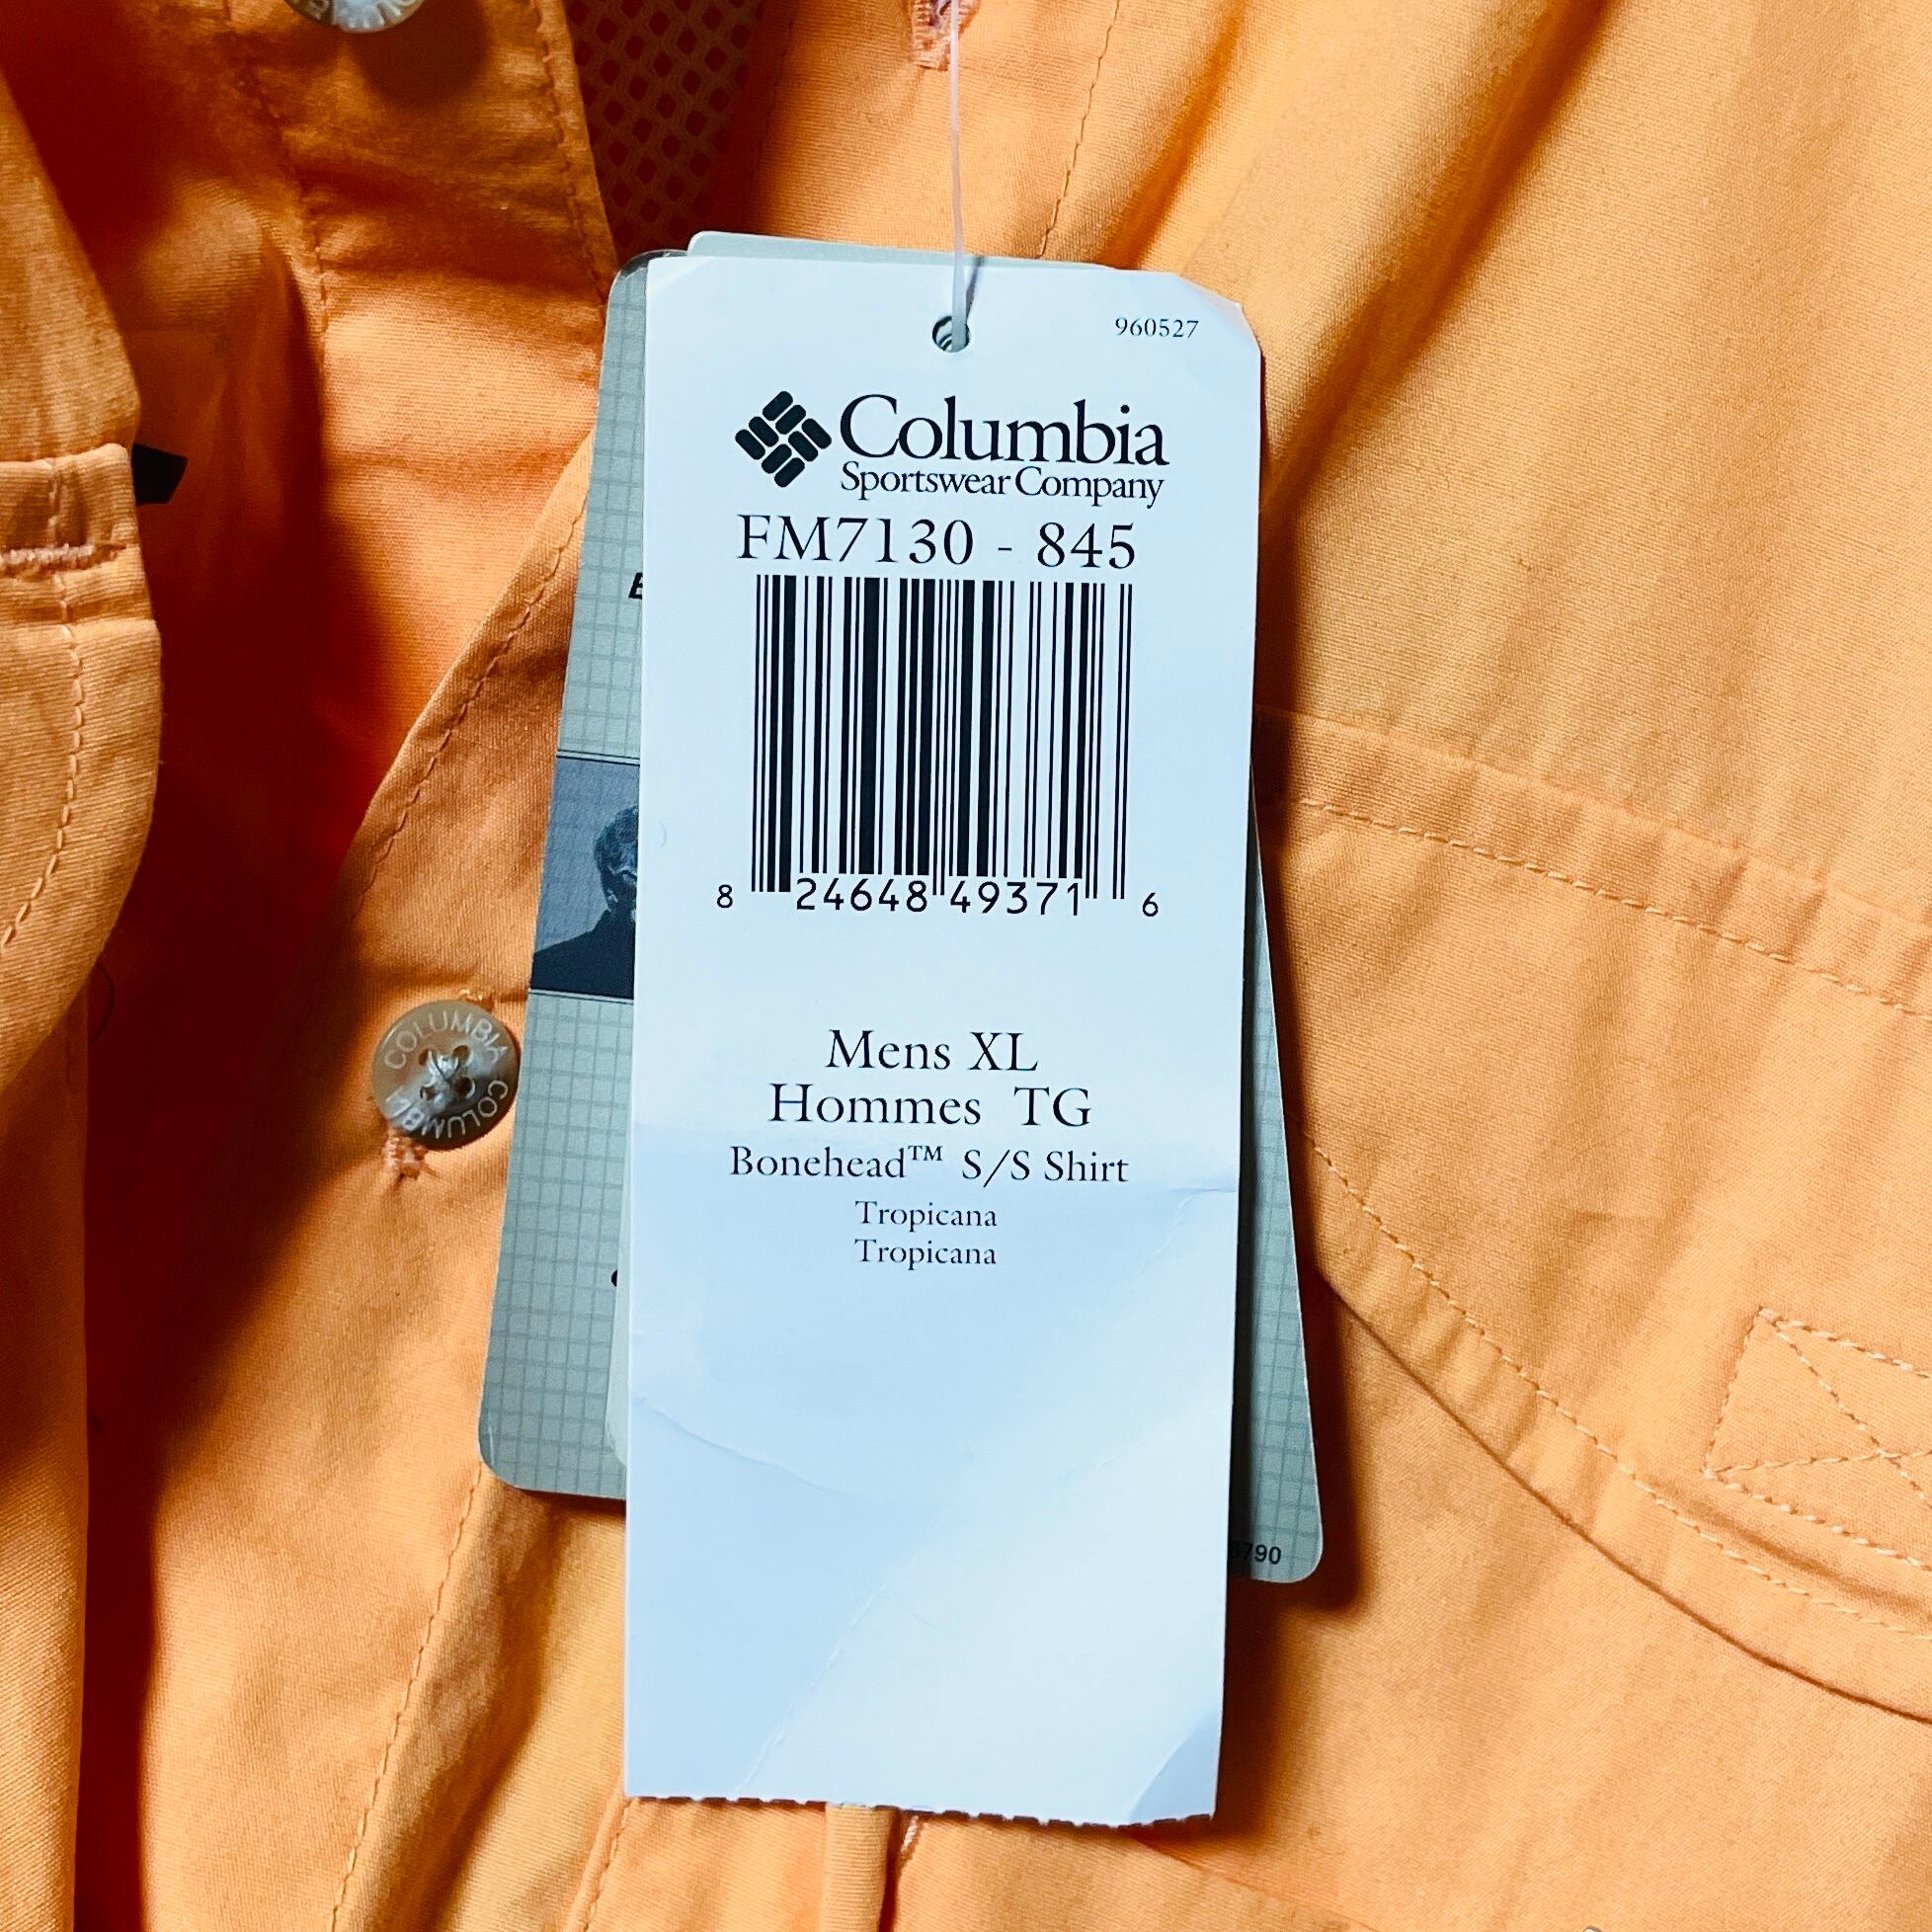 960527
Columbia
Sportswear Company
FM7130 - 845
8 24648 49371 6
Mens XL
Hommes TG
Bonehead™ S/S Shirt
Tropicana
Tropicana
COLUMBIA
COLUMBIA